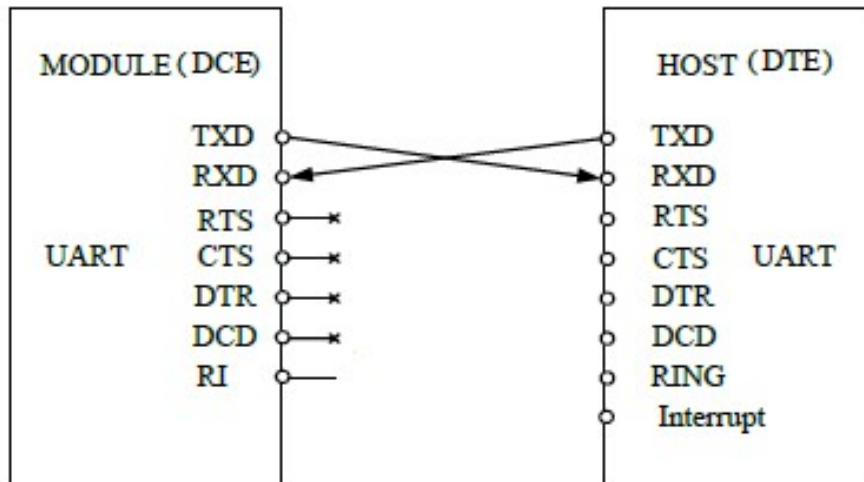 MODULE (DCE)
TXD
RXD
RTS
UART
CTS
DTR
DCD
RI
HOST (DTE)
TXD
RXD
RTS
CTS
UART
DTR
DCD
RING
Interrupt